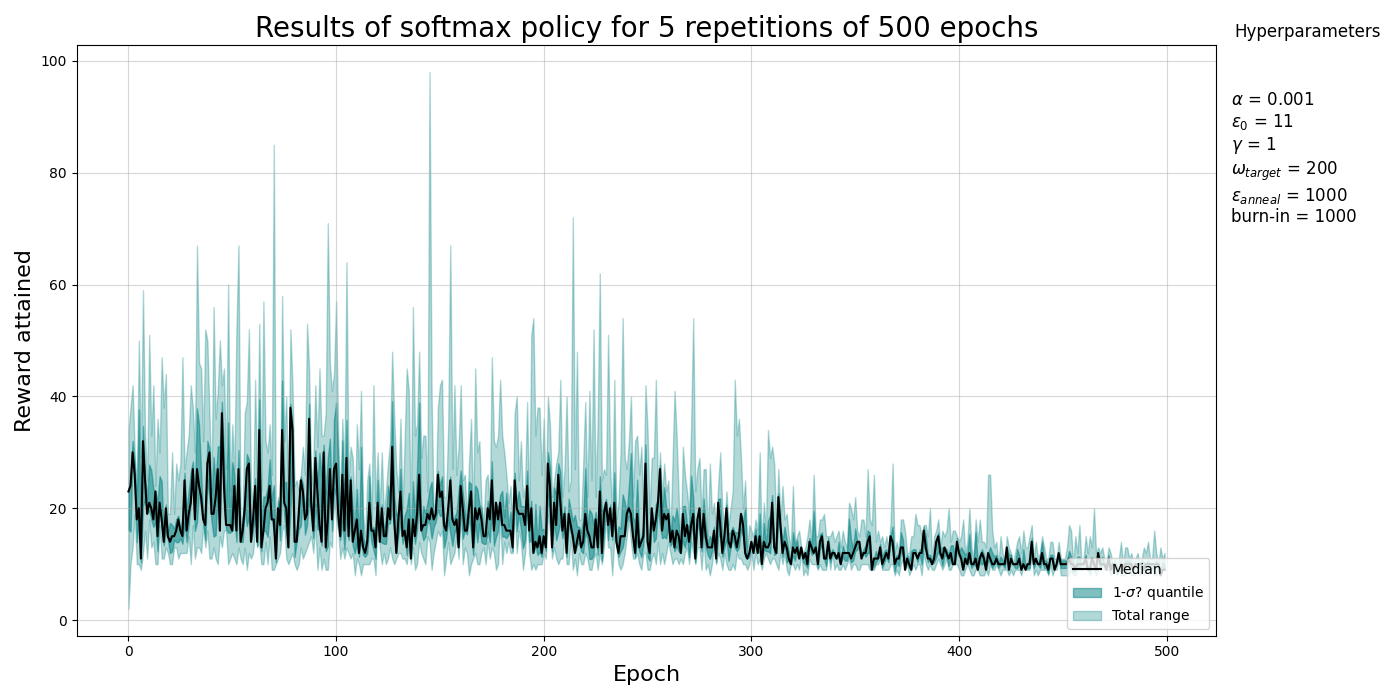 Results of softmax policy for 5 repetitions of 500 epochs
Hyperparameters
α = 0.001
ε₀ = 11
γ = 1
ω_target = 200
ε_anneal = 1000
burn-in = 1000
Reward attained
100
80
60
40
20
0
0 100 200 300 400 500
Epoch
Median
1-σ? quantile
Total range